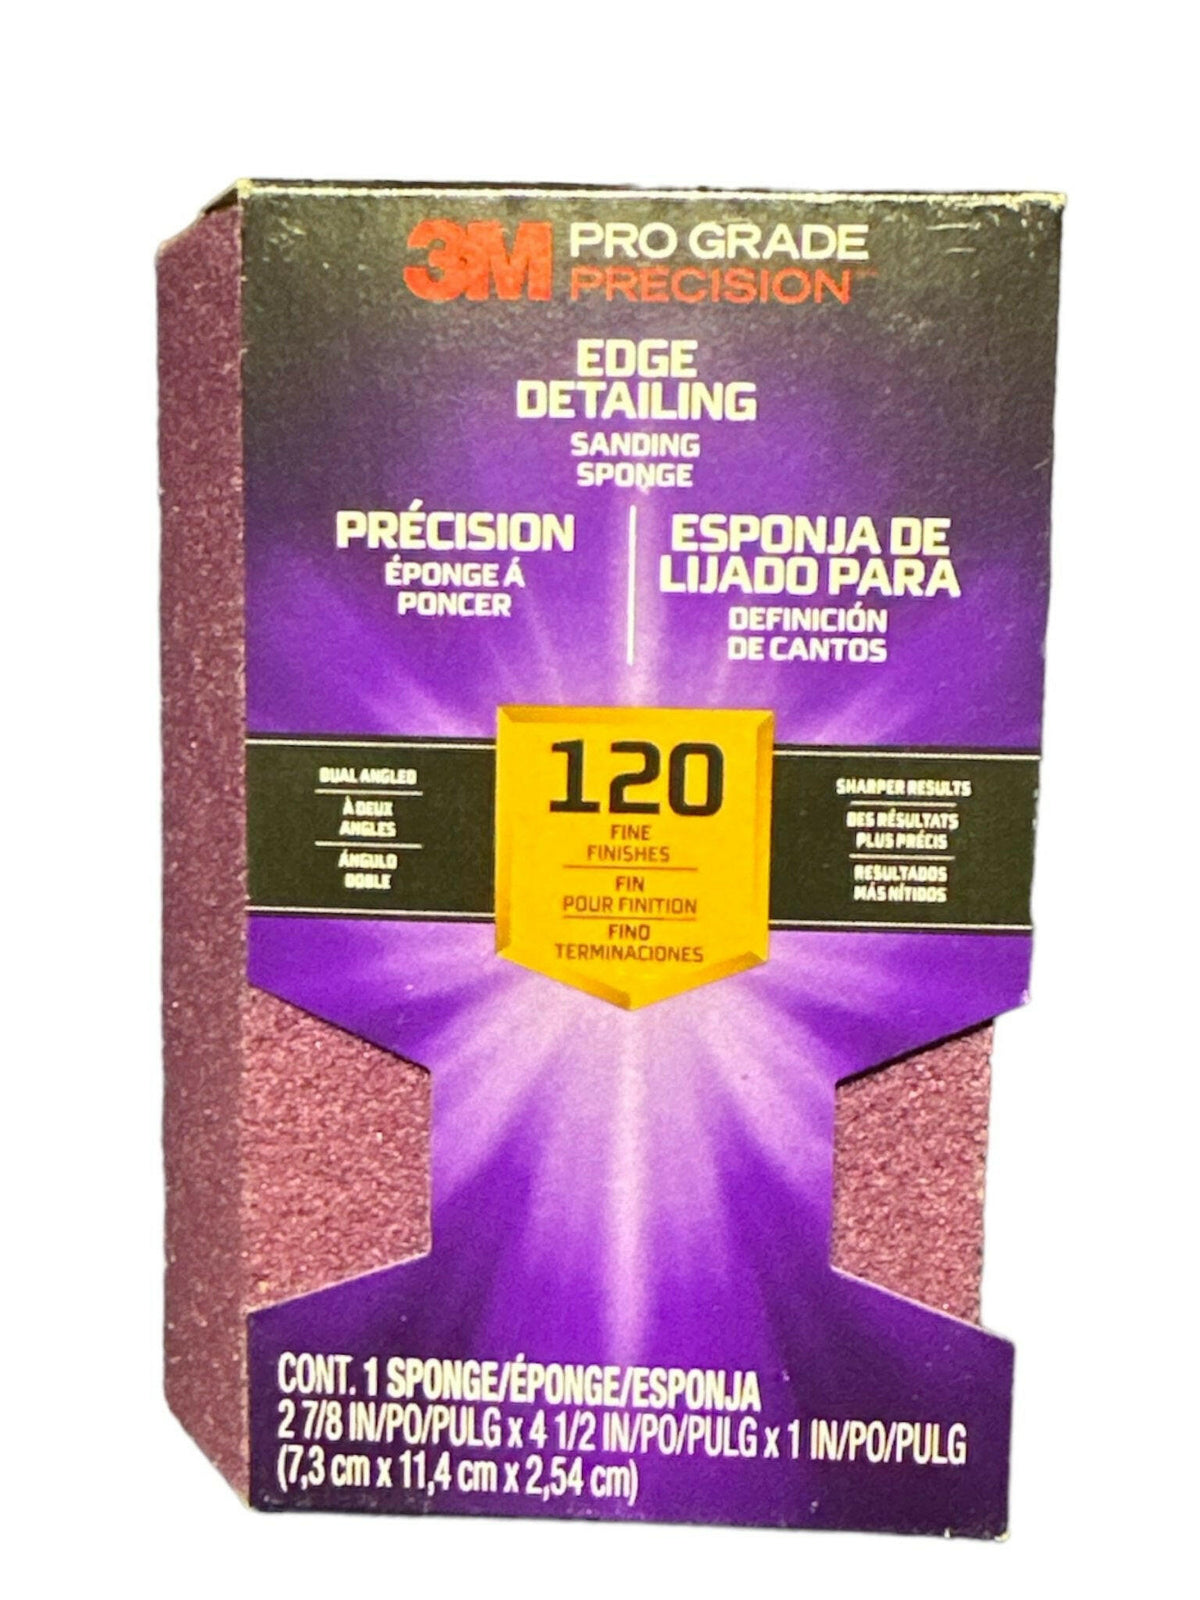 3M PRO GRADE
PRECISION™
EDGE
DETAILING
SANDING
SPONGE
PRÉCISION
ÉPONGE Á
PONCER
ESPONJA DE
LIJADO PARA
DEFINICIÓN
DE CANTOS
DUAL ANGLED
À DEUX
ANGLES
ÁNGULO
DOBLE
120
FINE
FINISHES
FIN
POUR FINITION
FINO
TERMINACIONES
SHARPER RESULTS
DES RÉSULTATS
PLUS PRÉCIS
RESULTADOS
MÁS NÍTIDOS
CONT. 1 SPONGE/ÉPONGE/ESPONJA
2 7/8 IN/PO/PULG x 4 1/2 IN/PO/PULG x 1 IN/PO/PULG
(7,3 cm x 11,4 cm x 2,54 cm)